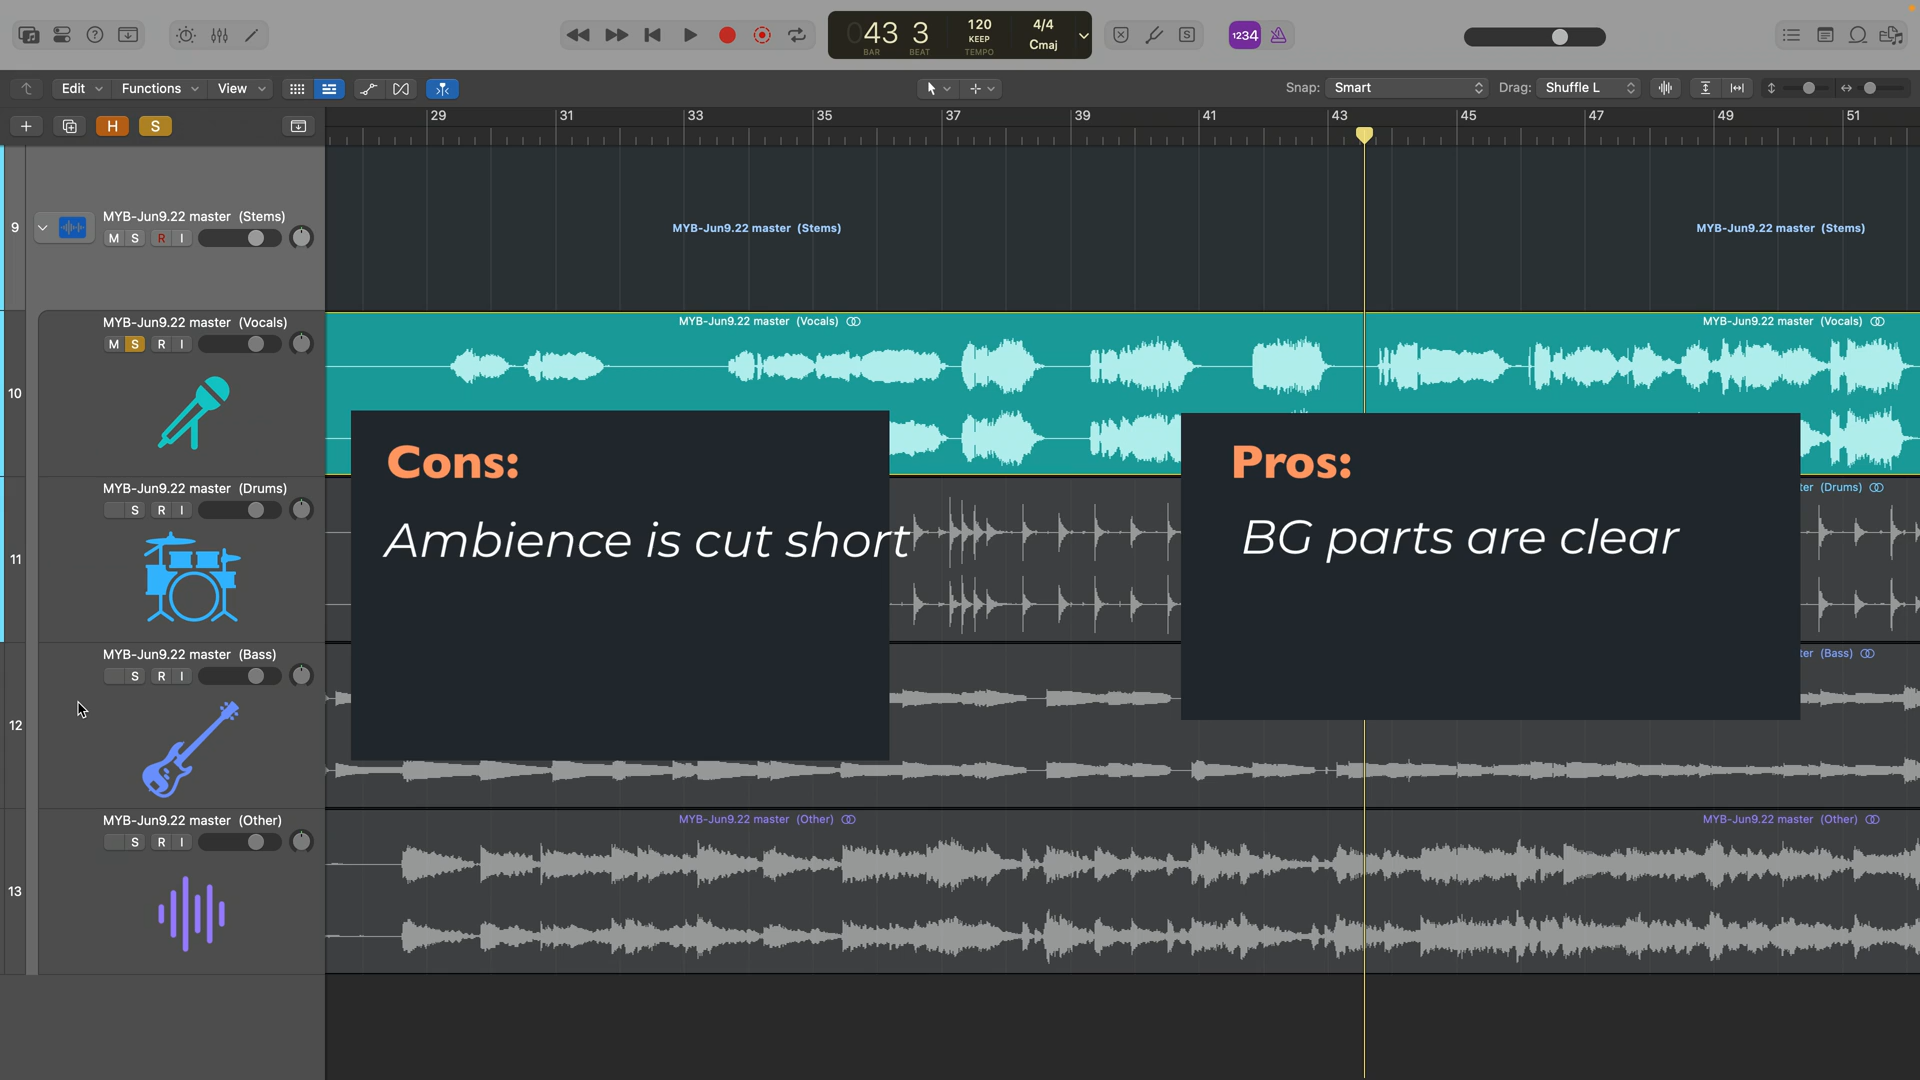 043 3
BAR BEAT
120
KEEP
TEMPO
4/4
Cmaj
S
1234
Edit Functions View
Snap: Smart Drag: Shuffle L
H S
29 31 33 35 37 39 41 43 45 47 49 51
9
MYB-Jun9.22 master (Stems)
M S R I
MYB-Jun9.22 master (Stems)
MYB-Jun9.22 master (Stems)
10
MYB-Jun9.22 master (Vocals)
M S R I
MYB-Jun9.22 master (Vocals)
MYB-Jun9.22 master (Vocals)
Cons:
Ambience is cut short
Pros:
BG parts are clear
11
MYB-Jun9.22 master (Drums)
S R I
ter (Drums)
12
MYB-Jun9.22 master (Bass)
S R I
ter (Bass)
13
MYB-Jun9.22 master (Other)
S R I
MYB-Jun9.22 master (Other)
MYB-Jun9.22 master (Other)